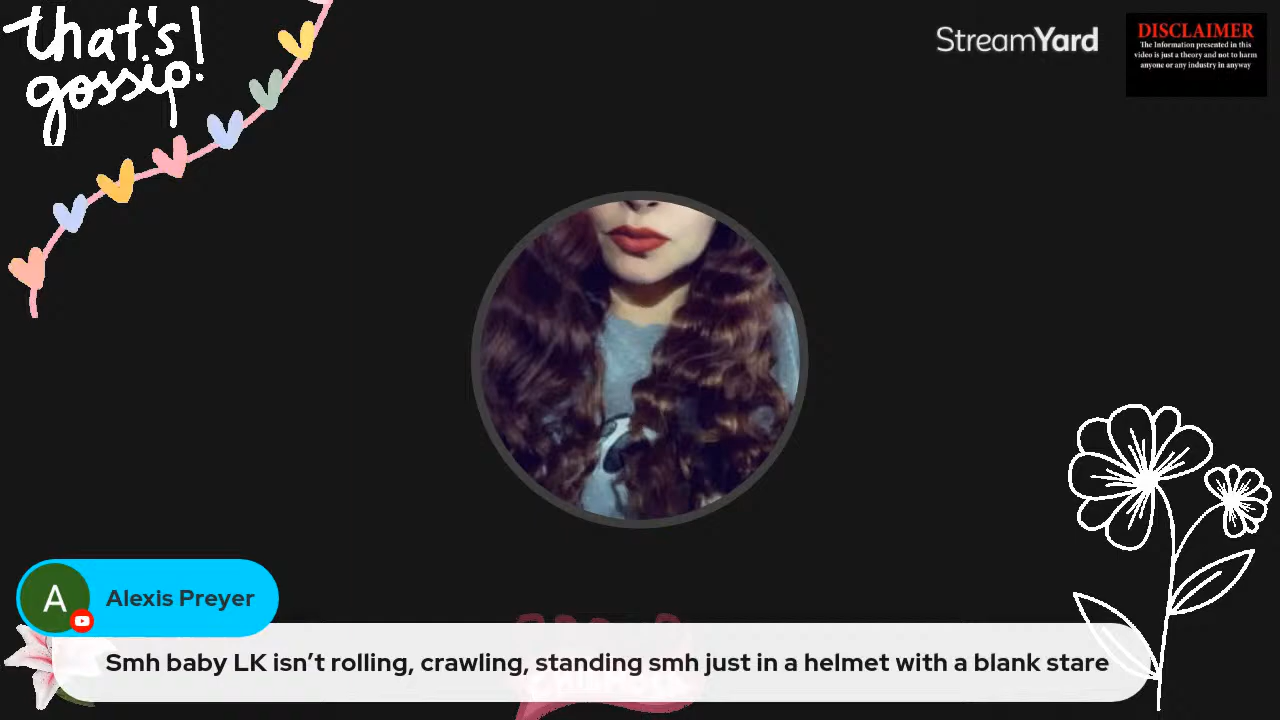 that's
gossip!
StreamYard
DISCLAIMER
The Information presented in this
video is just a theory and not to harm
anyone or any industry in anyway
A
Alexis Preyer
Smh baby LK isn't rolling, crawling, standing smh just in a helmet with a blank stare